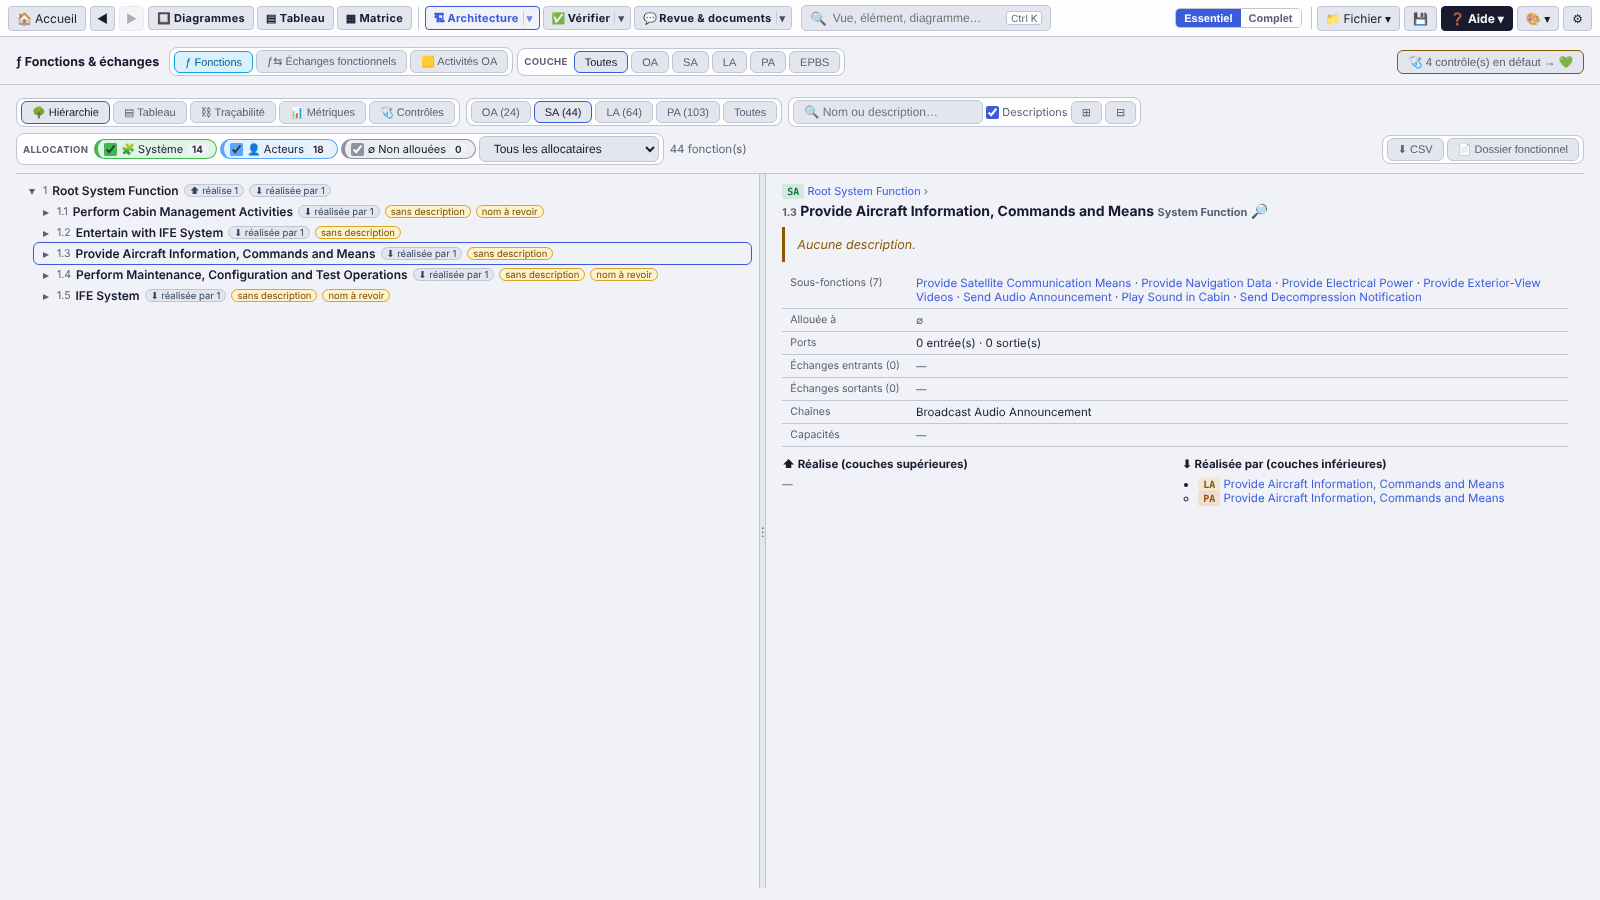 🏠 Accueil ◀ ▶ 🔲 Diagrammes ▤ Tableau ▦ Matrice 🏗 Architecture ▾ ✅ Vérifier ▾ 💬 Revue & documents ▾ 🔍 Vue, élément, diagramme… Ctrl K Essentiel Complet 📁 Fichier ▾ 💾 ❓ Aide ▾ 🎨 ▾ ⚙
ƒ Fonctions & échanges ƒ Fonctions ƒ⇆ Échanges fonctionnels 🟨 Activités OA COUCHE Toutes OA SA LA PA EPBS 🩺 4 contrôle(s) en défaut → 💚
🌳 Hiérarchie ▤ Tableau ⛓ Traçabilité 📊 Métriques 🩺 Contrôles OA (24) SA (44) LA (64) PA (103) Toutes 🔍 Nom ou description… Descriptions ⊞ ⊟
ALLOCATION 🧩 Système 14 👤 Acteurs 18 ∅ Non allouées 0 Tous les allocataires 44 fonction(s) ⬇ CSV 📄 Dossier fonctionnel
▾ 1 Root System Function ⬆ réalise 1 ⬇ réalisée par 1
▸ 1.1 Perform Cabin Management Activities ⬇ réalisée par 1 sans description nom à revoir
▸ 1.2 Entertain with IFE System ⬇ réalisée par 1 sans description
▸ 1.3 Provide Aircraft Information, Commands and Means ⬇ réalisée par 1 sans description
▸ 1.4 Perform Maintenance, Configuration and Test Operations ⬇ réalisée par 1 sans description nom à revoir
▸ 1.5 IFE System ⬇ réalisée par 1 sans description nom à revoir
SA Root System Function ›
1.3 Provide Aircraft Information, Commands and Means System Function 🔎
Aucune description.
Sous-fonctions (7) Provide Satellite Communication Means · Provide Navigation Data · Provide Electrical Power · Provide Exterior-View
Videos · Send Audio Announcement · Play Sound in Cabin · Send Decompression Notification
Allouée à ∅
Ports 0 entrée(s) · 0 sortie(s)
Échanges entrants (0) —
Échanges sortants (0) —
Chaînes Broadcast Audio Announcement
Capacités —
⬆ Réalise (couches supérieures)
—
⬇ Réalisée par (couches inférieures)
LA Provide Aircraft Information, Commands and Means
PA Provide Aircraft Information, Commands and Means